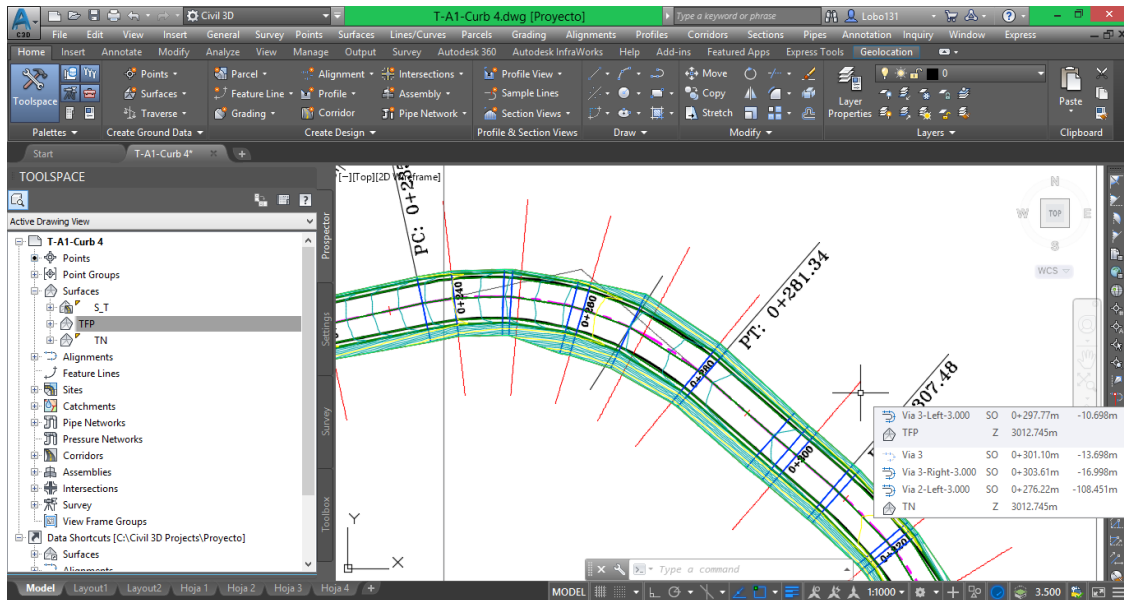 A C3D Civil 3D T-A1-Curb 4.dwg [Proyecto] Type a keyword or phrase Lobo131
File Edit View Insert General Survey Points Surfaces Lines/Curves Parcels Grading Alignments Profiles Corridors Sections Pipes Annotation Inquiry Window Express
Home Insert Annotate Modify Analyze View Manage Output Survey Autodesk 360 Autodesk InfraWorks Help Add-ins Featured Apps Express Tools Geolocation
Points Parcel Alignment Intersections Profile View Move 0
Toolspace Surfaces Feature Line Profile Assembly Sample Lines Copy Layer Properties Paste
Traverse Grading Corridor Pipe Network Section Views Stretch
Palettes Create Ground Data Create Design Profile & Section Views Draw Modify Layers Clipboard
Start T-A1-Curb 4* +
TOOLSPACE
Active Drawing View
T-A1-Curb 4
Points
Point Groups
Surfaces
S_T
TFP
TN
Alignments
Feature Lines
Sites
Catchments
Pipe Networks
Pressure Networks
Corridors
Assemblies
Intersections
Survey
View Frame Groups
Data Shortcuts [C:\Civil 3D Projects\Proyecto]
Surfaces
Alignments
Prospector
Settings
Survey
Toolbox
[−][Top][2D Wireframe]
N
W TOP E
S
WCS
0+240
0+260
PT: 0+281.34
0+280
307.48
0+300
0+320
Via 3-Left-3.000 SO 0+297.77m -10.698m
TFP Z 3012.745m
Via 3 SO 0+301.10m -13.698m
Via 3-Right-3.000 SO 0+303.61m -16.998m
Via 2-Left-3.000 SO 0+276.22m -108.451m
TN Z 3012.745m
Y
X
Type a command
Model Layout1 Layout2 Hoja 1 Hoja 2 Hoja 3 Hoja 4 + MODEL 1:1000 3.500